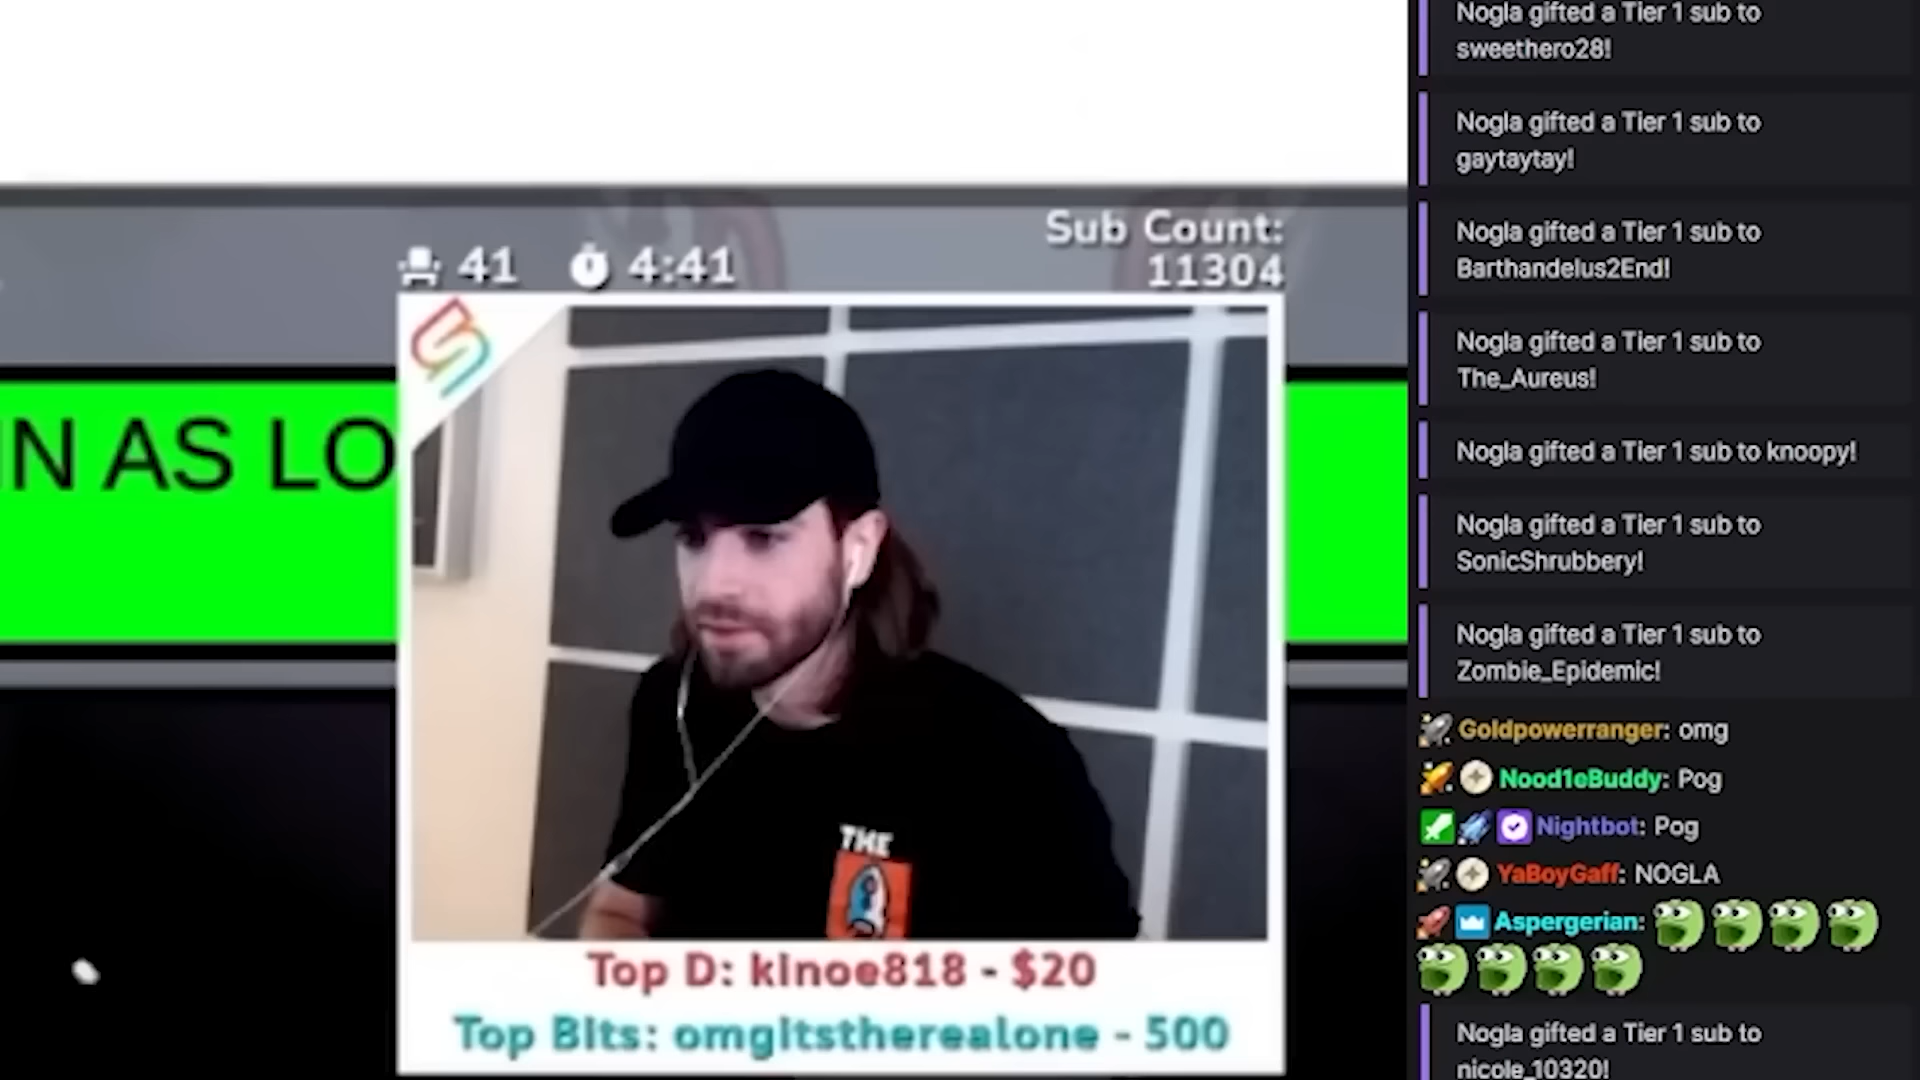 Sub Count:
41 4:41 11304
IN AS LO
THE
Top D: kinoe818 - $20
Top Bits: omgitstherealone - 500
Nogla gifted a Tier 1 sub to
sweethero28!
Nogla gifted a Tier 1 sub to
gaytaytay!
Nogla gifted a Tier 1 sub to
Barthandelus2End!
Nogla gifted a Tier 1 sub to
The_Aureus!
Nogla gifted a Tier 1 sub to knoopy!
Nogla gifted a Tier 1 sub to
SonicShrubbery!
Nogla gifted a Tier 1 sub to
Zombie_Epidemic!
Goldpowerranger: omg
Nood1eBuddy: Pog
Nightbot: Pog
YaBoyGaff: NOGLA
Aspergerian:
Nogla gifted a Tier 1 sub to
nicole_10320!